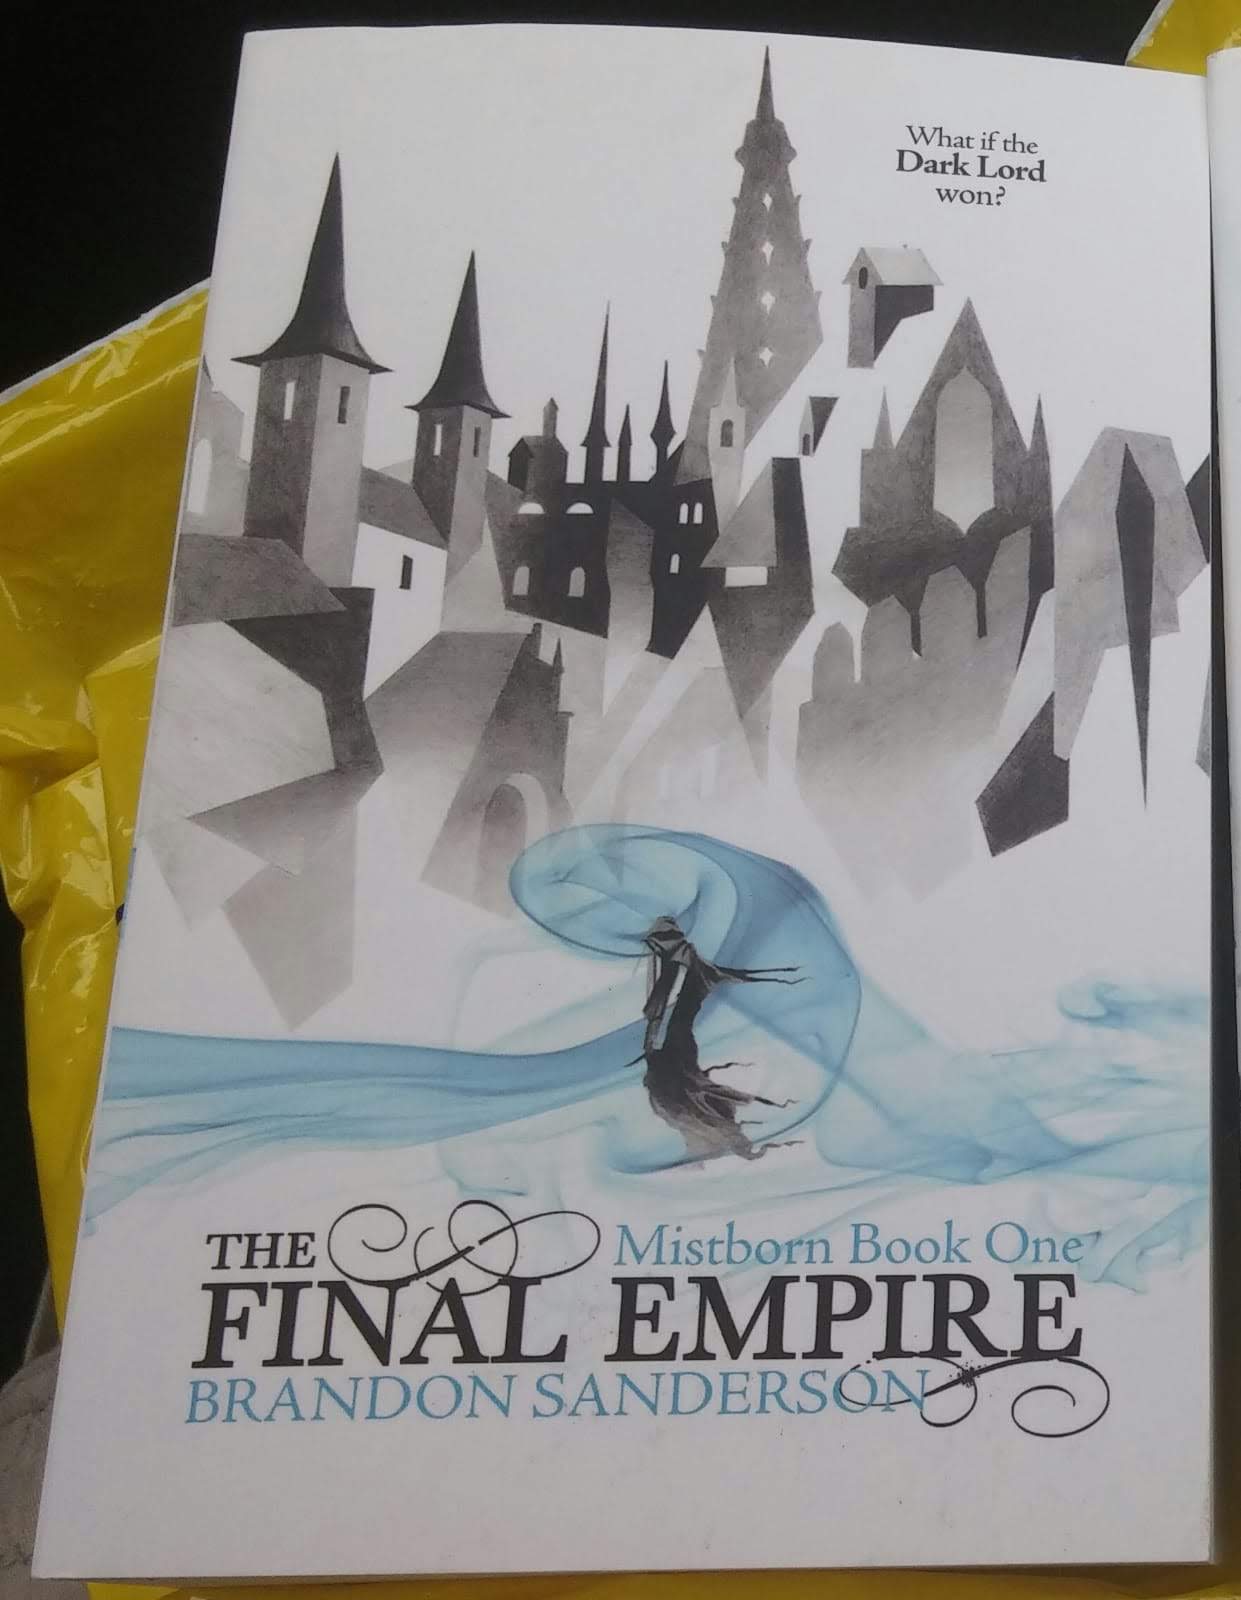 What if the
Dark Lord
won?
THE
Mistborn Book One
FINAL EMPIRE
BRANDON SANDERSON